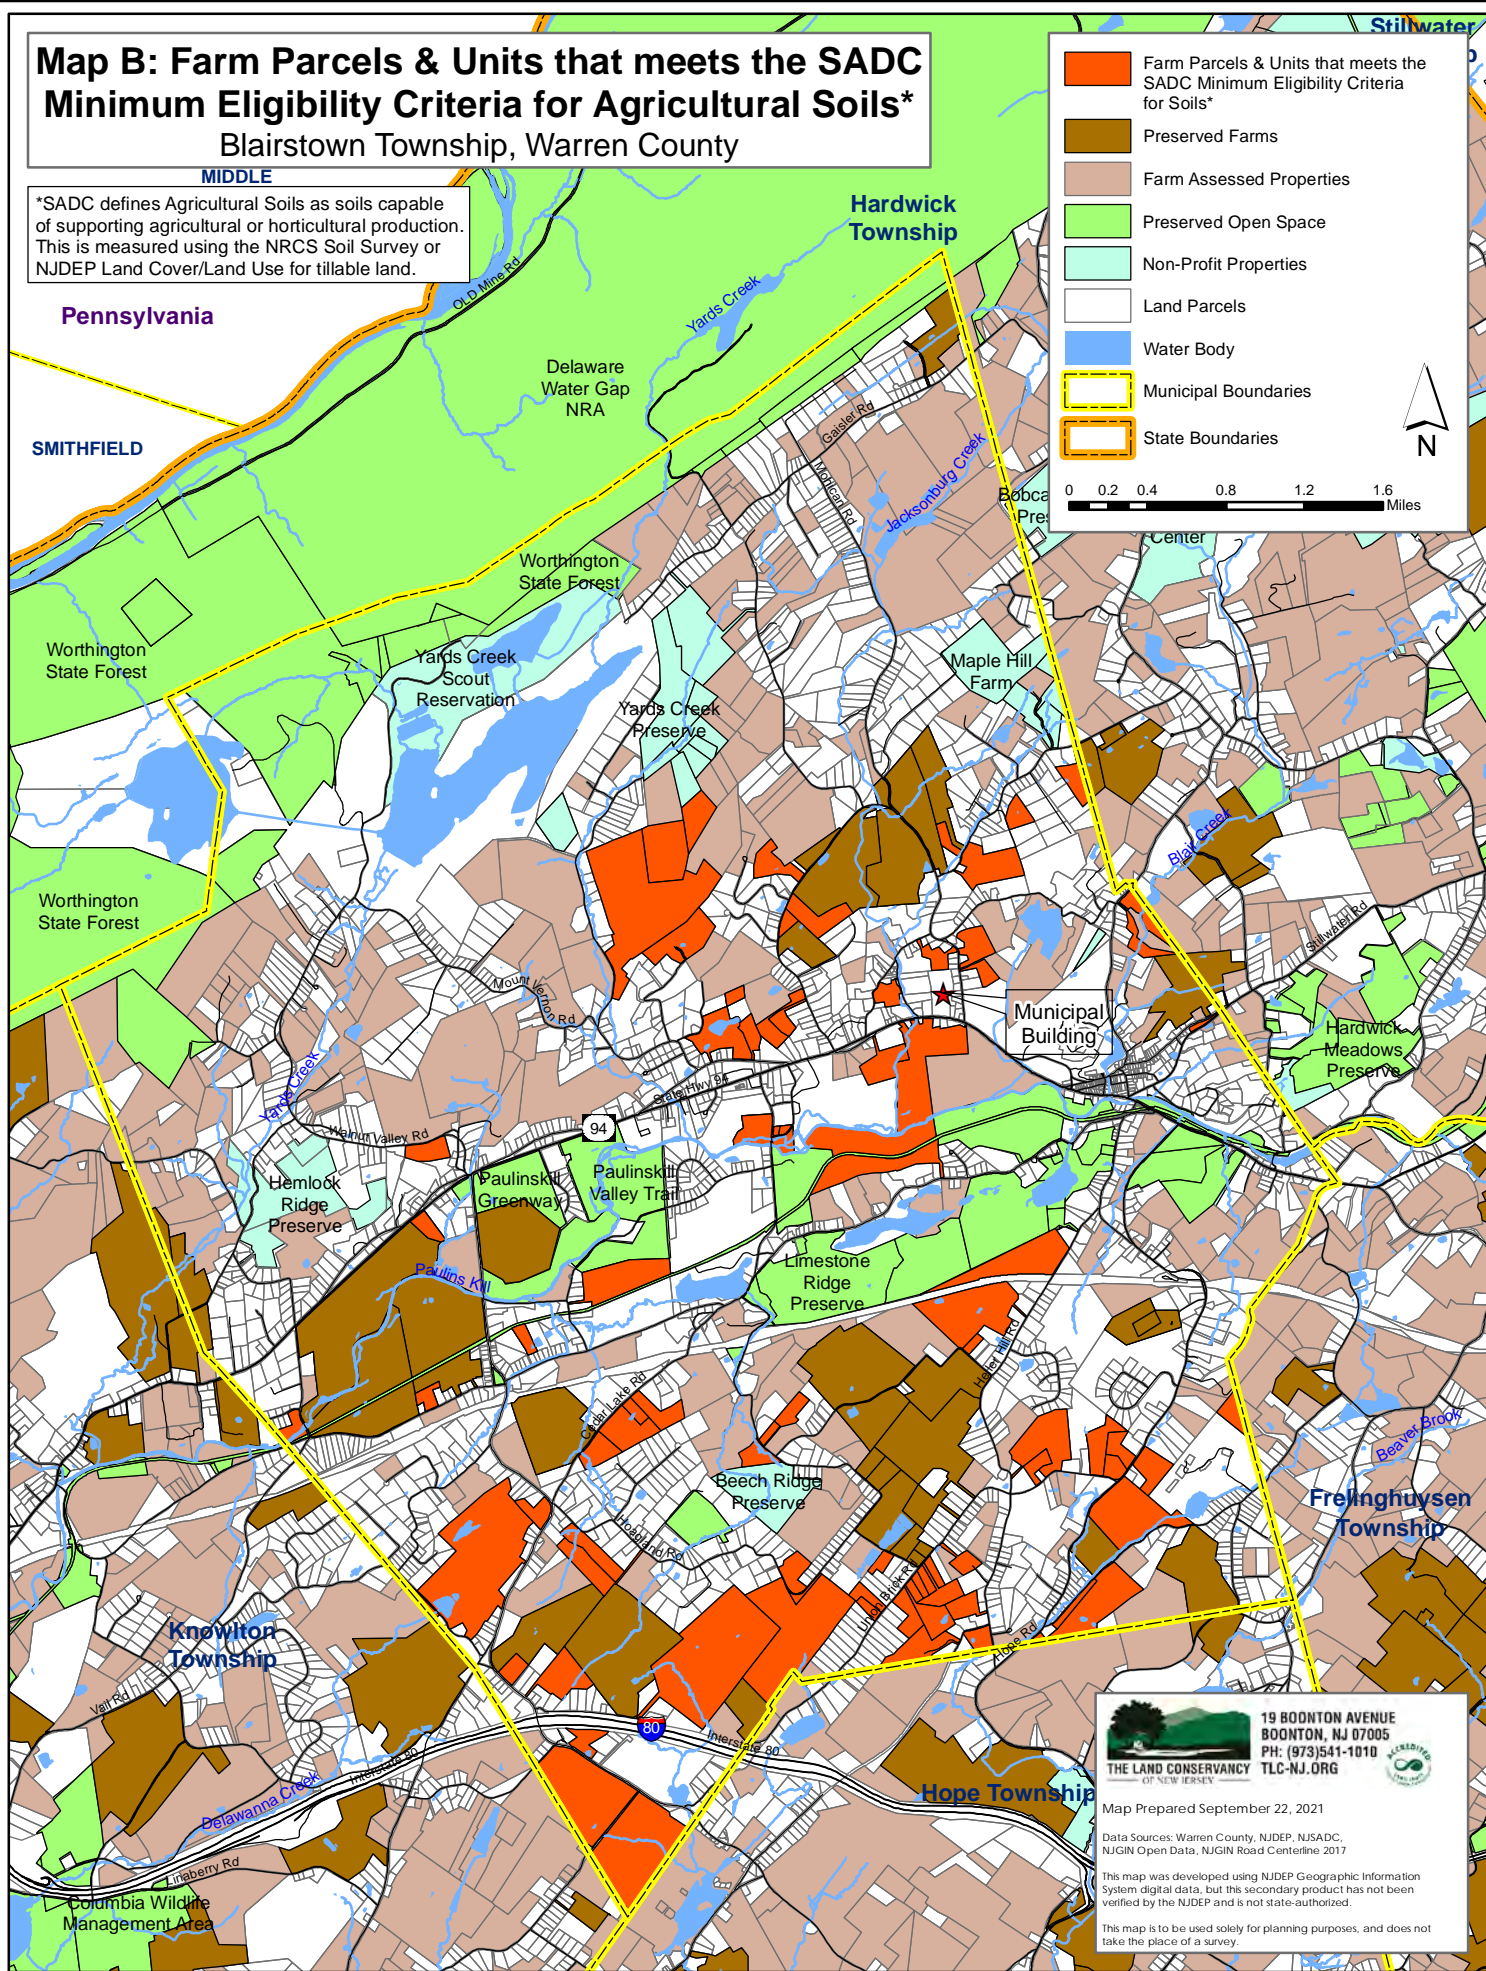 Map B: Farm Parcels & Units that meets the SADC
Minimum Eligibility Criteria for Agricultural Soils*
Blairstown Township, Warren County
MIDDLE
*SADC defines Agricultural Soils as soils capable
of supporting agricultural or horticultural production.
This is measured using the NRCS Soil Survey or
NJDEP Land Cover/Land Use for tillable land.
Stillwater
p
Farm Parcels & Units that meets the
SADC Minimum Eligibility Criteria
for Soils*
Preserved Farms
Farm Assessed Properties
Preserved Open Space
Non-Profit Properties
Land Parcels
Water Body
Municipal Boundaries
State Boundaries
N
0 0.2 0.4 0.8 1.2 1.6
Miles
Hardwick
Township
Pennsylvania
SMITHFIELD
OLD Mine Rd
Yards Creek
Delaware
Water Gap
NRA
Gaisler Rd
Mohican Rd
Jacksonburg Creek
Bobca
Pres
Center
Worthington
State Forest
Worthington
State Forest
Yards Creek
Scout
Reservation
Maple Hill
Farm
Yards Creek
Preserve
Blair Creek
Worthington
State Forest
Stillwater Rd
Mount Vernon Rd
Municipal
Building
Hardwick
Meadows
Preserve
Yards Creek
State Hwy 94
94
Walnut Valley Rd
Hemlock
Ridge
Preserve
Paulinskill
Greenway
Paulinskill
Valley Trail
Paulins Kill
Limestone
Ridge
Preserve
Heller Hill Rd
Cedar Lake Rd
Beaver Brook
Beech Ridge
Preserve
Frelinghuysen
Township
Hoagland Rd
Union Brick Rd
Knowlton
Township
Hope Rd
Vail Rd
80
Interstate 80
Interstate 80
Delawanna Creek
Hope Township
Linaberry Rd
Columbia Wildlife
Management Area
THE LAND CONSERVANCY
OF NEW JERSEY
19 BOONTON AVENUE
BOONTON, NJ 07005
PH: (973)541-1010
TLC-NJ.ORG
ACCREDITED
Map Prepared September 22, 2021
Data Sources: Warren County, NJDEP, NJSADC,
NJGIN Open Data, NJGIN Road Centerline 2017
This map was developed using NJDEP Geographic Information
System digital data, but this secondary product has not been
verified by the NJDEP and is not state-authorized.
This map is to be used solely for planning purposes, and does not
take the place of a survey.